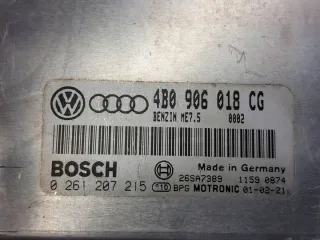 4B0 906 018 CG
BENZIN ME7.5 0002
BOSCH
Made in Germany
26SA7389 1159 0874
0 261 207 215 BPG MOTRONIC 01-02-21